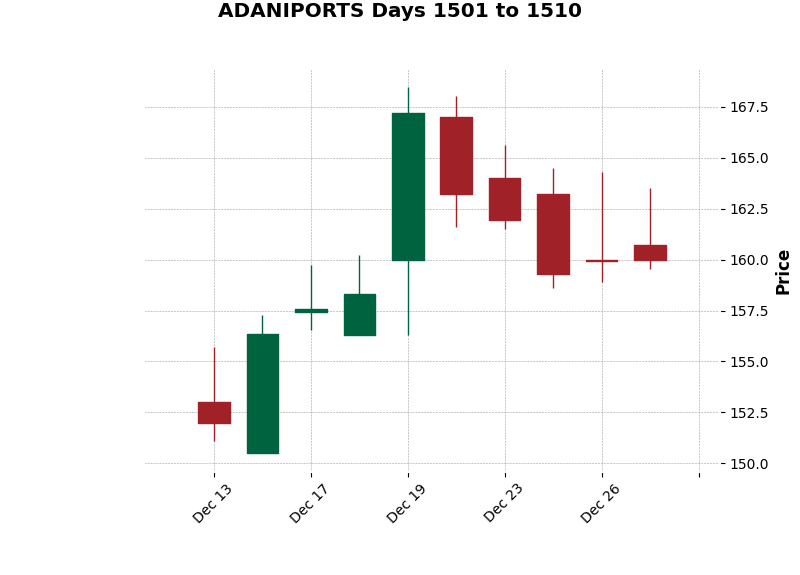 ADANIPORTS Days 1501 to 1510
167.5
165.0
162.5
160.0
157.5
155.0
152.5
150.0
Price
Dec 13
Dec 17
Dec 19
Dec 23
Dec 26